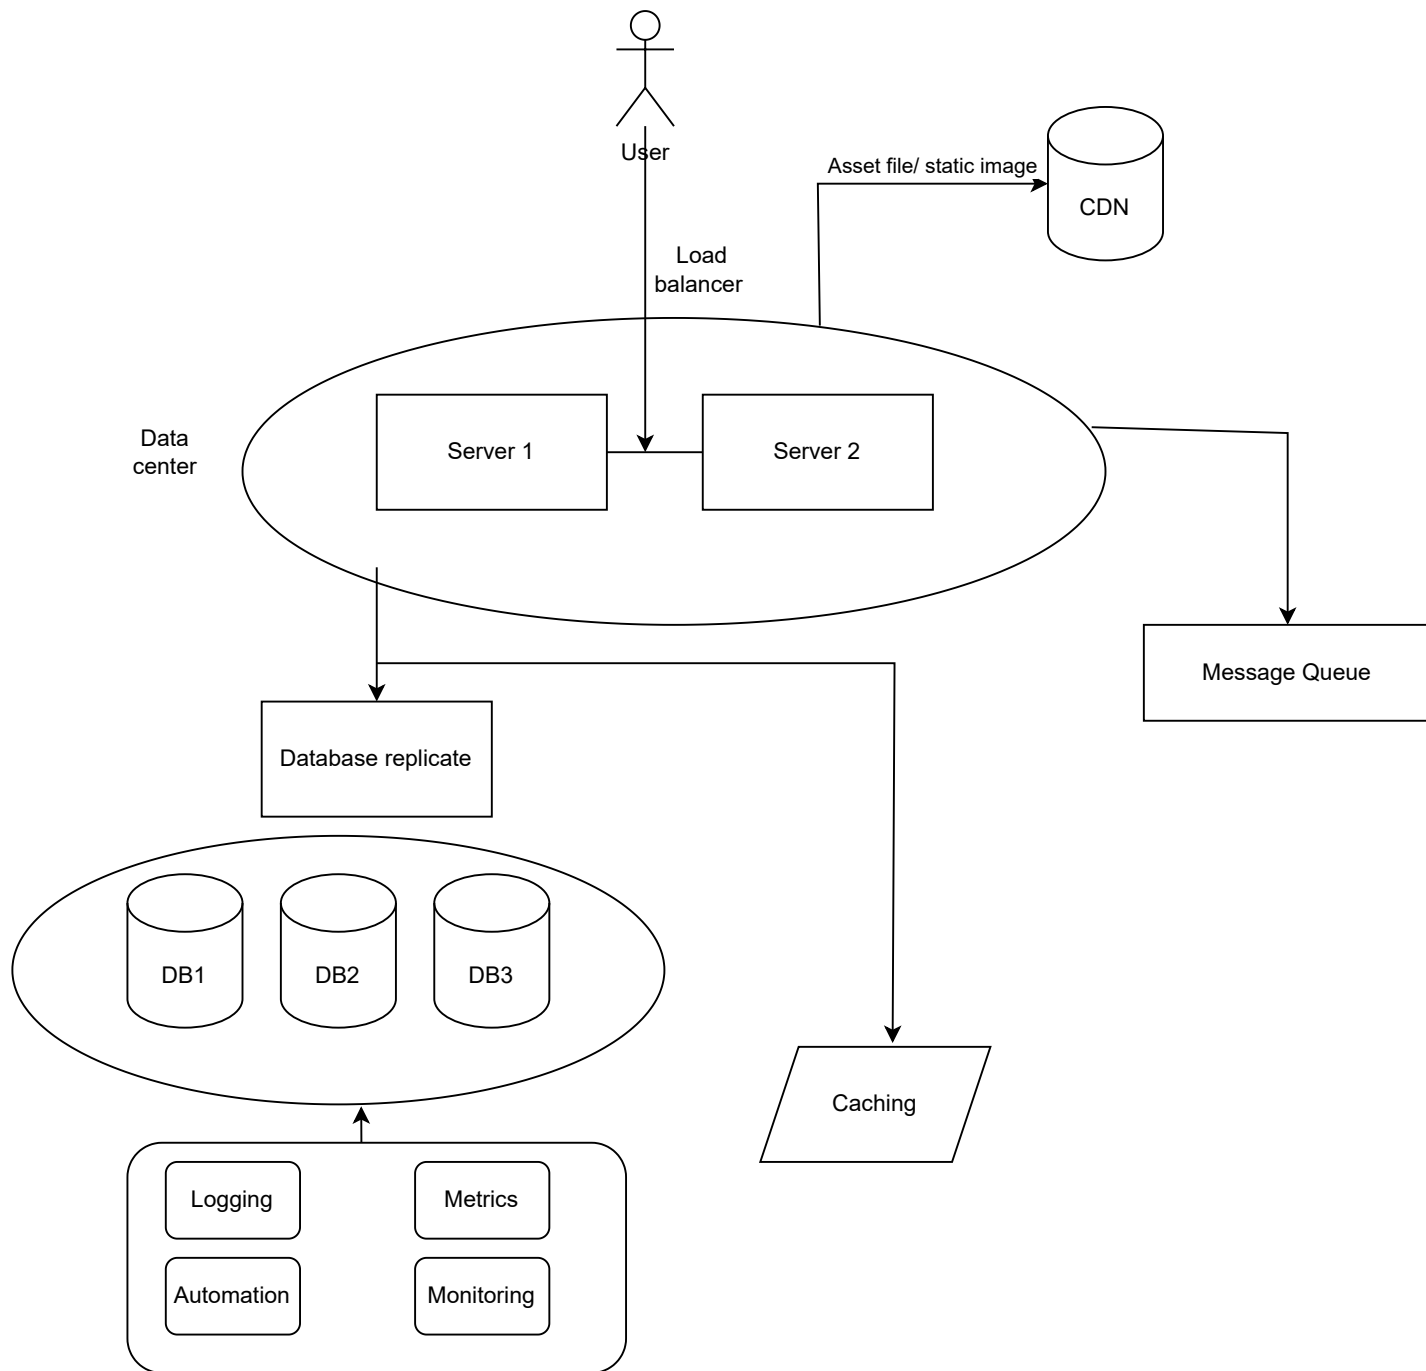 User
Asset file/ static image
CDN
Load
balancer
Data
center
Server 1
Server 2
Message Queue
Database replicate
DB1
DB2
DB3
Caching
Logging
Metrics
Automation
Monitoring